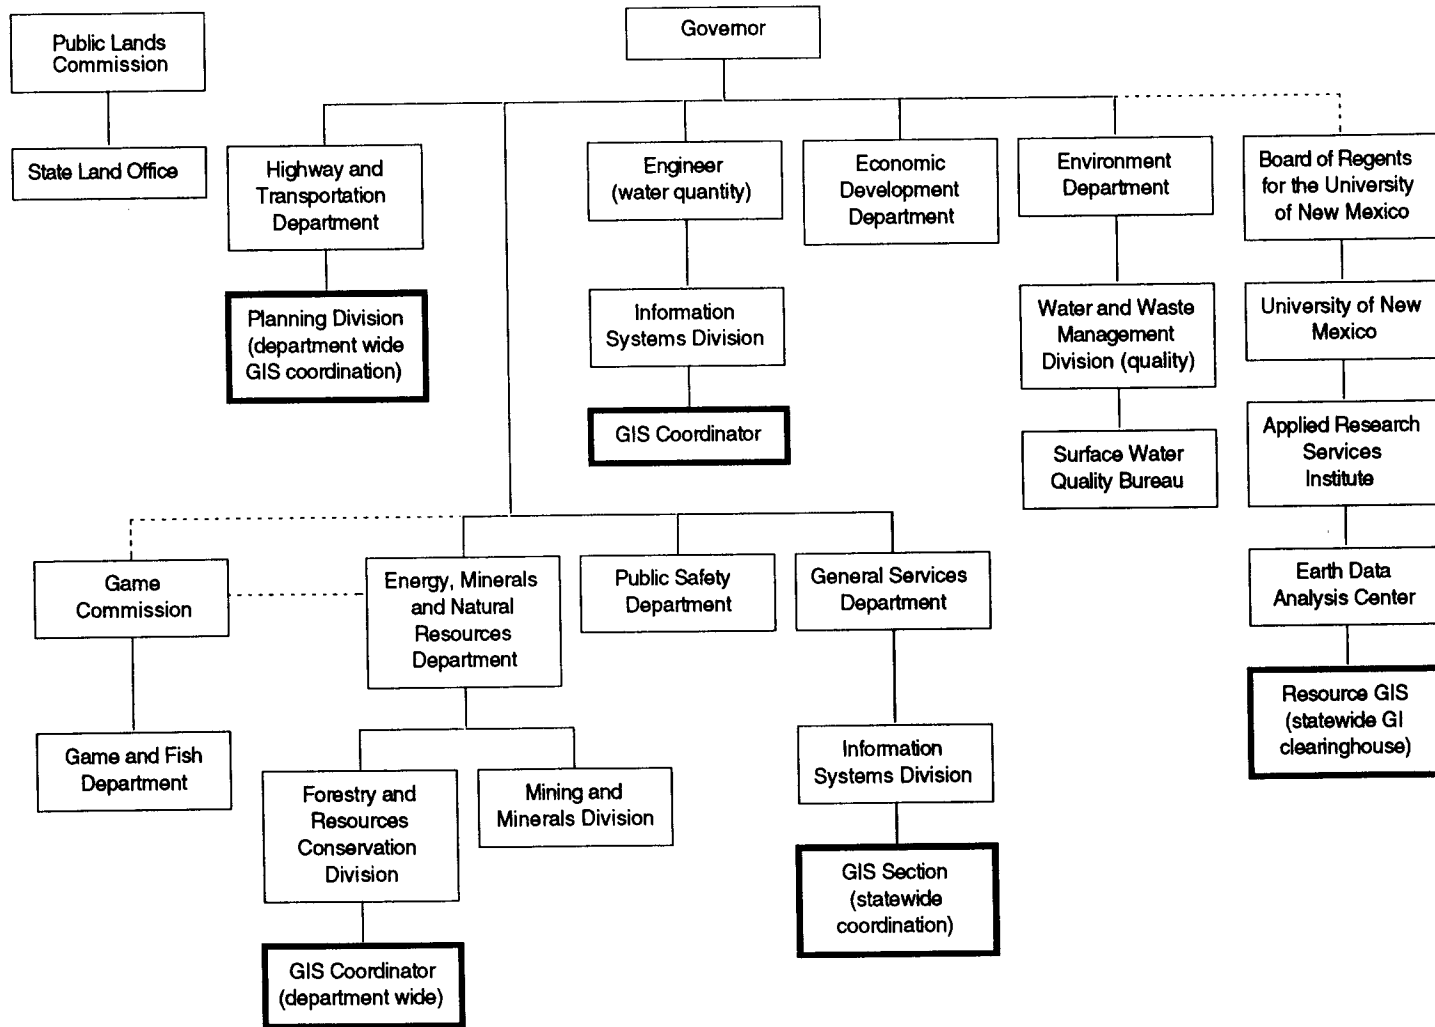 Public Lands
Commission
Governor
State Land Office
Highway and
Transportation
Department
Engineer
(water quantity)
Economic
Development
Department
Environment
Department
Board of Regents
for the University
of New Mexico
Planning Division
(department wide
GIS coordination)
Information
Systems Division
Water and Waste
Management
Division (quality)
University of New
Mexico
GIS Coordinator
Surface Water
Quality Bureau
Applied Research
Services
Institute
Game
Commission
Energy, Minerals
and Natural
Resources
Department
Public Safety
Department
General Services
Department
Earth Data
Analysis Center
Game and Fish
Department
Forestry and
Resources
Conservation
Division
Mining and
Minerals Division
Information
Systems Division
Resource GIS
(statewide GI
clearinghouse)
GIS Coordinator
(department wide)
GIS Section
(statewide
coordination)